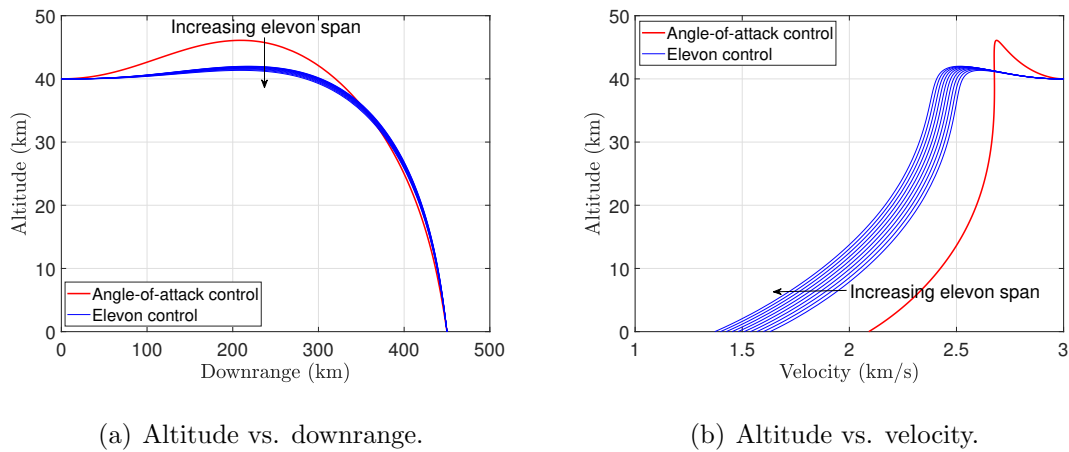 50
40
30
20
10
0
Altitude (km)
Increasing elevon span
Angle-of-attack control
Elevon control
0 100 200 300 400 500
Downrange (km)
(a) Altitude vs. downrange.
50
40
30
20
10
0
Altitude (km)
Angle-of-attack control
Elevon control
Increasing elevon span
1 1.5 2 2.5 3
Velocity (km/s)
(b) Altitude vs. velocity.